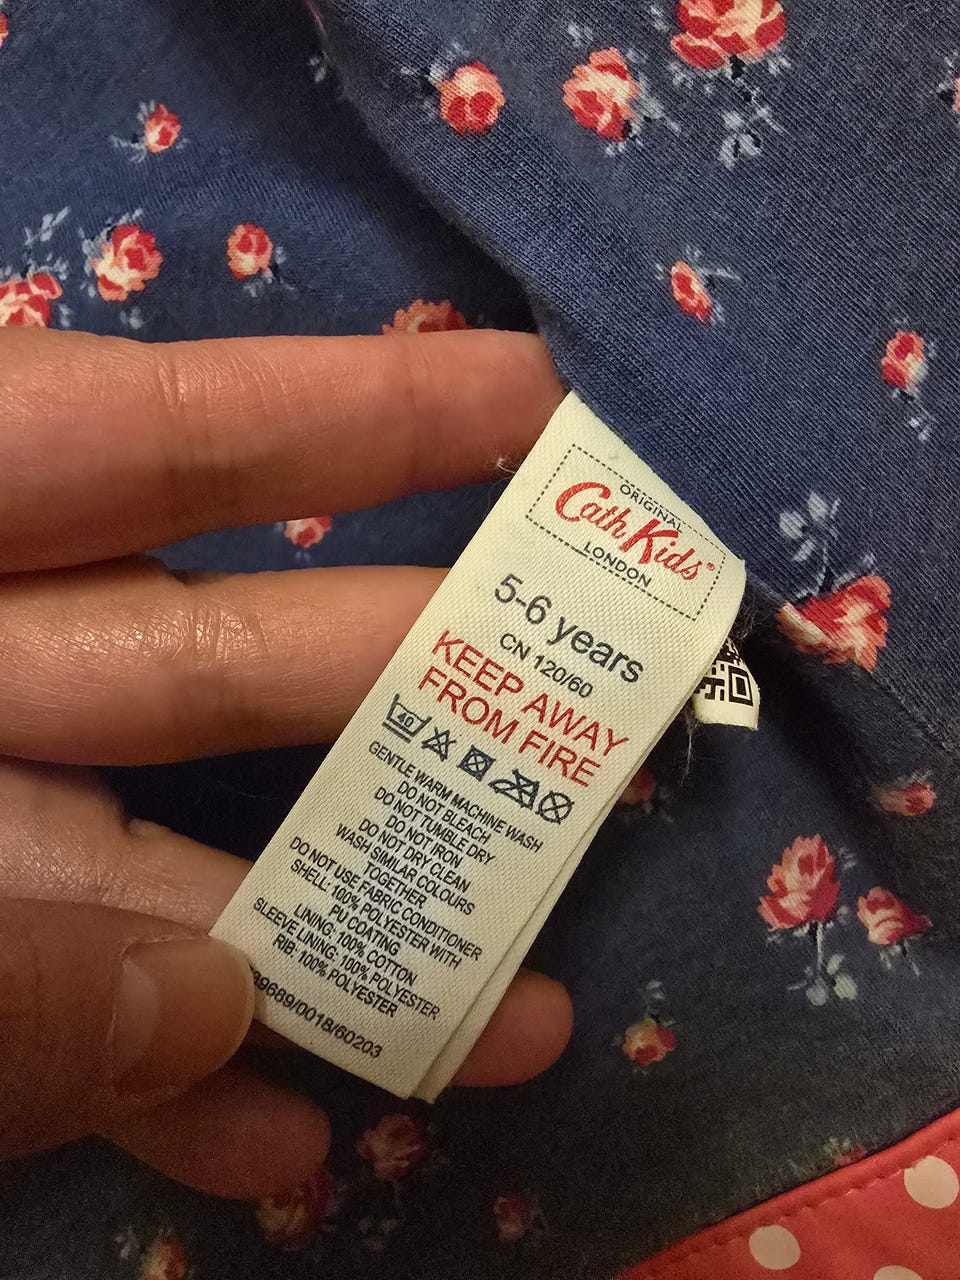 ORIGINAL
Cath Kids®
LONDON
5-6 years
CN 120/60
KEEP AWAY
FROM FIRE
40
GENTLE WARM MACHINE WASH
DO NOT BLEACH
DO NOT TUMBLE DRY
DO NOT IRON
DO NOT DRY CLEAN
WASH SIMILAR COLOURS
TOGETHER
DO NOT USE FABRIC CONDITIONER
SHELL: 100% POLYESTER WITH
PU COATING
LINING: 100% COTTON
SLEEVE LINING: 100% POLYESTER
RIB: 100% POLYESTER
39689/001B/60203